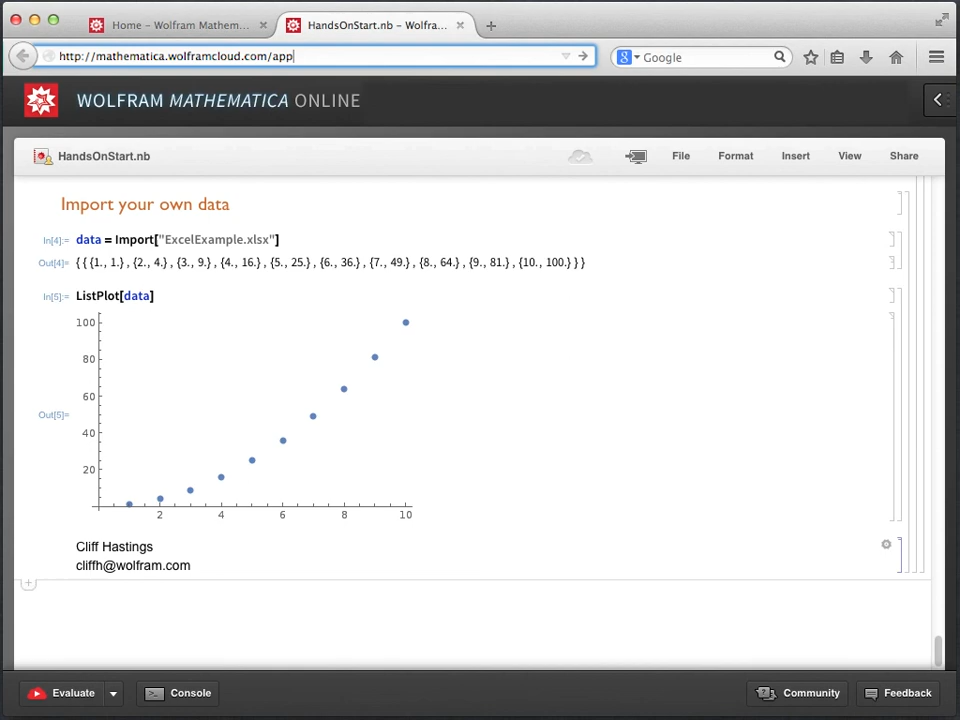 Home – Wolfram Mathem...
HandsOnStart.nb – Wolfra...
http://mathematica.wolframcloud.com/app
Google
WOLFRAM MATHEMATICA ONLINE
HandsOnStart.nb
File
Format
Insert
View
Share
Import your own data
In[4]:= data = Import["ExcelExample.xlsx"]
Out[4]= { { {1., 1.} , {2., 4.} , {3., 9.} , {4., 16.} , {5., 25.} , {6., 36.} , {7., 49.} , {8., 64.} , {9., 81.} , {10., 100.} } }
In[5]:= ListPlot[data]
100
80
60
Out[5]=
40
20
2 4 6 8 10
Cliff Hastings
cliffh@wolfram.com
Evaluate
Console
Community
Feedback